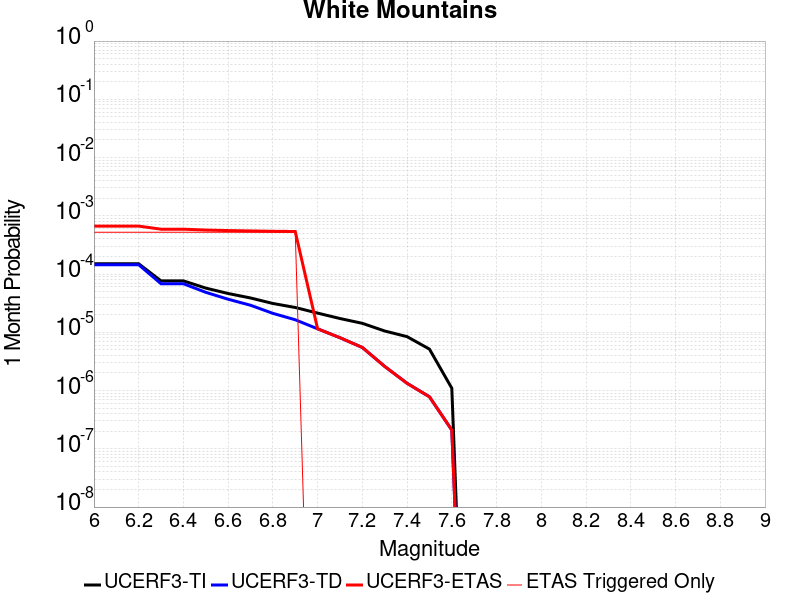 White Mountains
10^0
10^-1
10^-2
10^-3
10^-4
10^-5
10^-6
10^-7
10^-8
1 Month Probability
6 6.2 6.4 6.6 6.8 7 7.2 7.4 7.6 7.8 8 8.2 8.4 8.6 8.8 9
Magnitude
UCERF3-TI UCERF3-TD UCERF3-ETAS ETAS Triggered Only